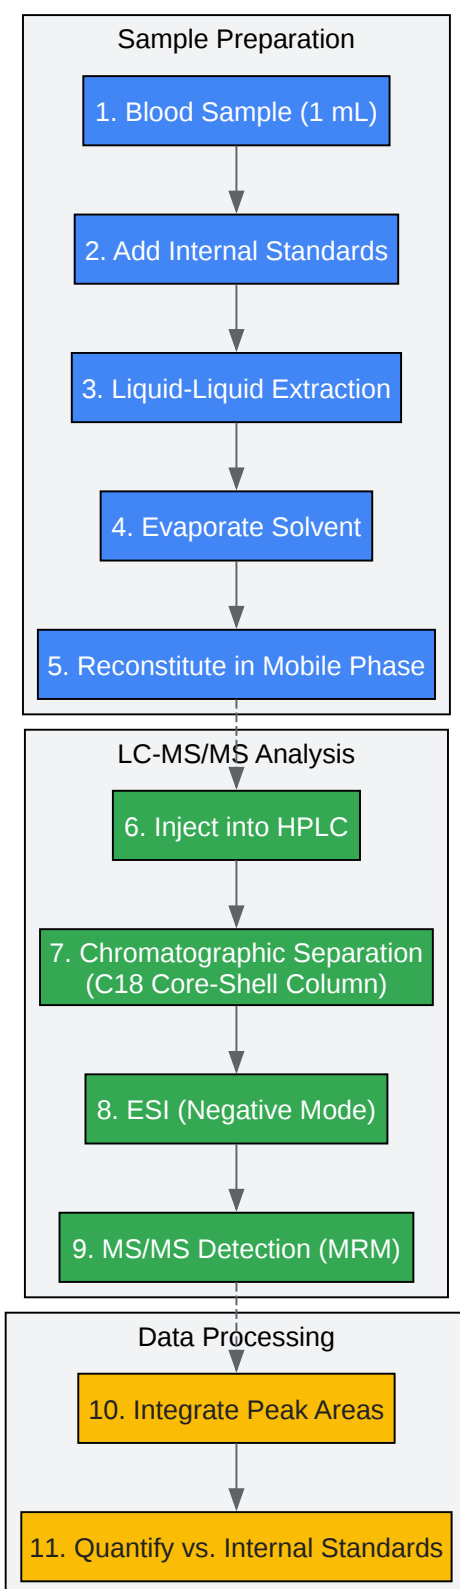 Sample Preparation
1. Blood Sample (1 mL)
2. Add Internal Standards
3. Liquid-Liquid Extraction
4. Evaporate Solvent
5. Reconstitute in Mobile Phase
LC-MS/MS Analysis
6. Inject into HPLC
7. Chromatographic Separation
(C18 Core-Shell Column)
8. ESI (Negative Mode)
9. MS/MS Detection (MRM)
Data Processing
10. Integrate Peak Areas
11. Quantify vs. Internal Standards